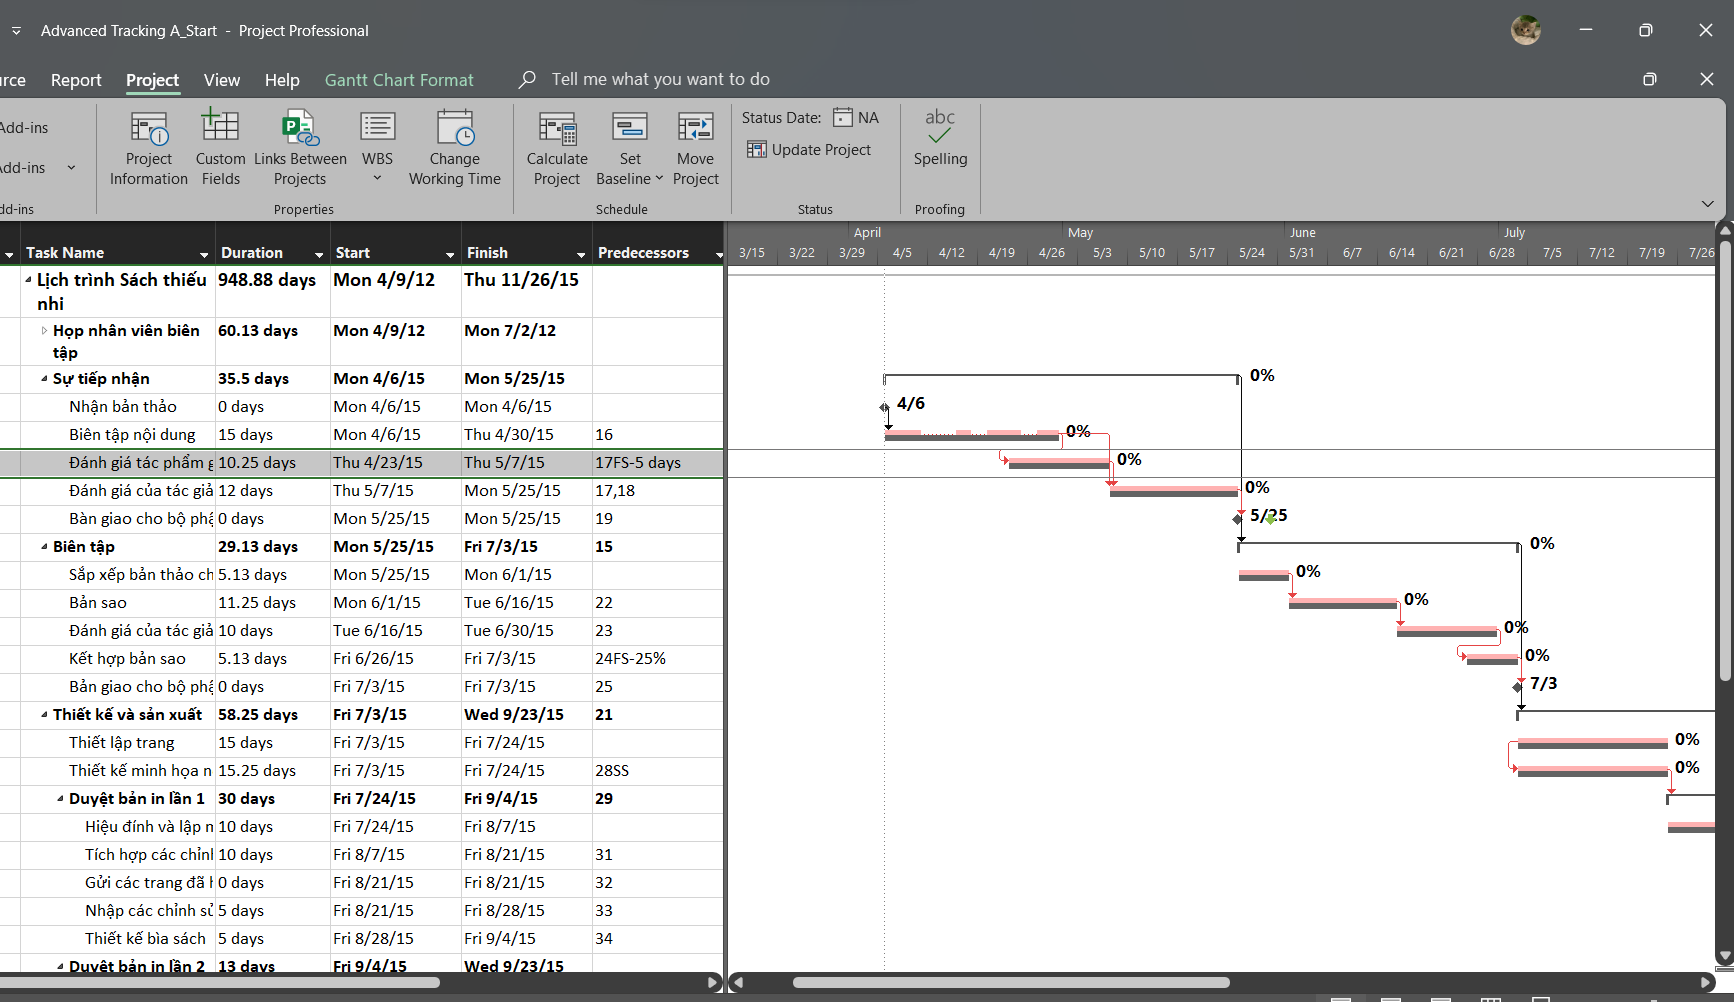 Advanced Tracking A_Start - Project Professional
Report Project View Help Gantt Chart Format Tell me what you want to do
Add-ins
Project Information
Custom Fields
Links Between Projects
WBS
Change Working Time
Calculate Project
Set Baseline
Move Project
Status Date: NA
Update Project
abc
Spelling
Properties Schedule Status Proofing
Task Name Duration Start Finish Predecessors
April May June July
3/15 3/22 3/29 4/5 4/12 4/19 4/26 5/3 5/10 5/17 5/24 5/31 6/7 6/14 6/21 6/28 7/5 7/12 7/19 7/26
Lịch trình Sách thiếu nhi 948.88 days Mon 4/9/12 Thu 11/26/15
Họp nhân viên biên tập 60.13 days Mon 4/9/12 Mon 7/2/12
Sự tiếp nhận 35.5 days Mon 4/6/15 Mon 5/25/15 0%
Nhận bản thảo 0 days Mon 4/6/15 Mon 4/6/15 4/6
Biên tập nội dung 15 days Mon 4/6/15 Thu 4/30/15 16 0%
Đánh giá tác phẩm g 10.25 days Thu 4/23/15 Thu 5/7/15 17FS-5 days 0%
Đánh giá của tác giả 12 days Thu 5/7/15 Mon 5/25/15 17,18 0%
Bàn giao cho bộ phậ 0 days Mon 5/25/15 Mon 5/25/15 19 5/25
Biên tập 29.13 days Mon 5/25/15 Fri 7/3/15 15 0%
Sắp xếp bản thảo ch 5.13 days Mon 5/25/15 Mon 6/1/15 0%
Bản sao 11.25 days Mon 6/1/15 Tue 6/16/15 22 0%
Đánh giá của tác giả 10 days Tue 6/16/15 Tue 6/30/15 23 0%
Kết hợp bản sao 5.13 days Fri 6/26/15 Fri 7/3/15 24FS-25% 0%
Bản giao cho bộ phậ 0 days Fri 7/3/15 Fri 7/3/15 25 7/3
Thiết kế và sản xuất 58.25 days Fri 7/3/15 Wed 9/23/15 21
Thiết lập trang 15 days Fri 7/3/15 Fri 7/24/15 0%
Thiết kế minh họa n 15.25 days Fri 7/3/15 Fri 7/24/15 28SS 0%
Duyệt bản in lần 1 30 days Fri 7/24/15 Fri 9/4/15 29
Hiệu đính và lập n 10 days Fri 7/24/15 Fri 8/7/15
Tích hợp các chỉnh 10 days Fri 8/7/15 Fri 8/21/15 31
Gửi các trang đã h 0 days Fri 8/21/15 Fri 8/21/15 32
Nhập các chỉnh sử 5 days Fri 8/21/15 Fri 8/28/15 33
Thiết kế bìa sách 5 days Fri 8/28/15 Fri 9/4/15 34
Duyệt bản in lần 2 13 days Fri 9/4/15 Wed 9/23/15